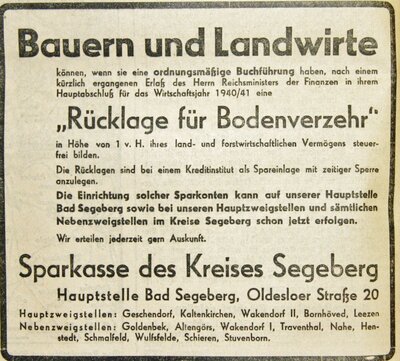 Bauern und Landwirte
können, wenn sie eine ordnungsmäßige Buchführung haben, nach einem
kürzlich ergangenen Erlaß des Herrn Reichsministers der Finanzen in ihrem
Hauptabschluß für das Wirtschaftsjahr 1940/41 eine
„Rücklage für Bodenverzehr"
in Höhe von 1 v. H. ihres land- und forstwirtschaftlichen Vermögens steuer-
frei bilden.
Die Rücklagen sind bei einem Kreditinstitut als Spareinlage mit zeitiger Sperre
anzulegen.
Die Einrichtung solcher Sparkonten kann auf unserer Hauptstelle
Bad Segeberg sowie bei unseren Hauptzweigstellen und sämtlichen
Nebenzweigstellen im Kreise Segeberg schon jetzt erfolgen.
Wir erteilen jederzeit gern Auskunft.
Sparkasse des Kreises Segeberg
Hauptstelle Bad Segeberg, Oldesloer Straße 20
Hauptzweigstellen: Geschendorf, Kaltenkirchen, Wakendorf II, Bornhöved, Leezen
Nebenzweigstellen: Goldenbek, Altengörs, Wakendorf I, Traventhal, Nahe, Hen-
stedt, Schmalfeld, Wulfsfelde, Schieren, Stuvenborn.